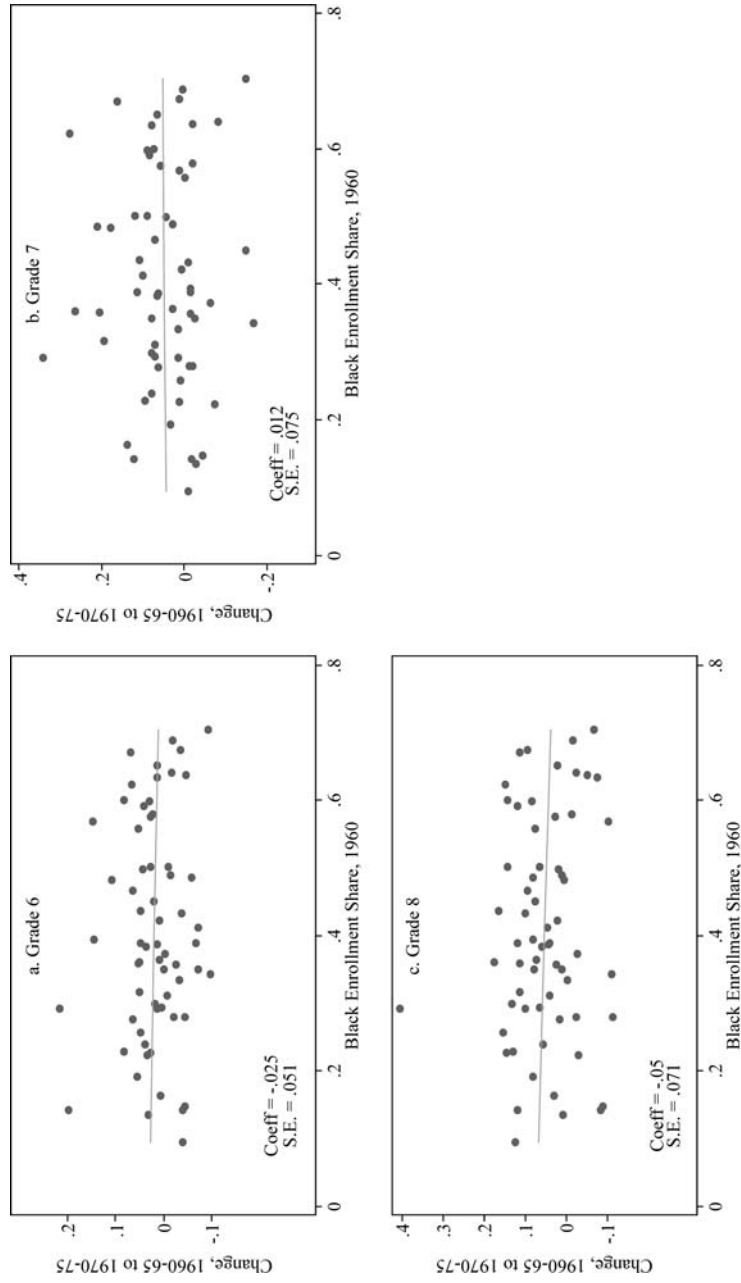 a. Grade 6
Change, 1960-65 to 1970-75
.2
.1
0
-.1
Coeff = -.025
S.E. = .051
0
.2
.4
.6
.8
Black Enrollment Share, 1960
b. Grade 7
Change, 1960-65 to 1970-75
.4
.2
0
-.2
Coeff = .012
S.E. = .075
0
.2
.4
.6
.8
Black Enrollment Share, 1960
c. Grade 8
Change, 1960-65 to 1970-75
.4
.3
.2
.1
0
-.1
Coeff = -.05
S.E. = .071
0
.2
.4
.6
.8
Black Enrollment Share, 1960